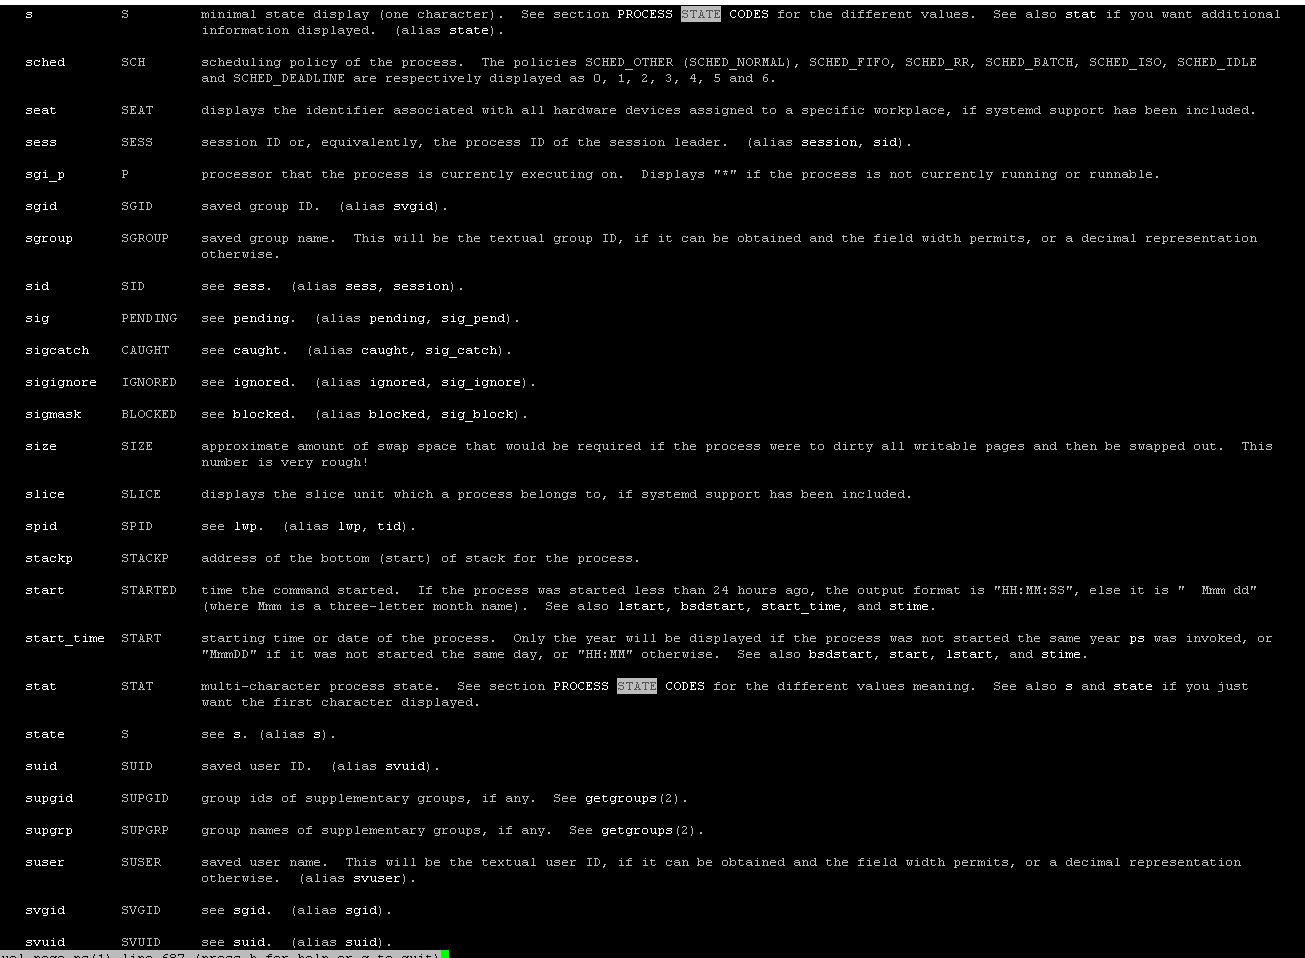 s           S         minimal state display (one character).  See section PROCESS STATE CODES for the different values.  See also stat if you want additional
                      information displayed.  (alias state).
sched       SCH       scheduling policy of the process.  The policies SCHED_OTHER (SCHED_NORMAL), SCHED_FIFO, SCHED_RR, SCHED_BATCH, SCHED_ISO, SCHED_IDLE
                      and SCHED_DEADLINE are respectively displayed as 0, 1, 2, 3, 4, 5 and 6.
seat        SEAT      displays the identifier associated with all hardware devices assigned to a specific workplace, if systemd support has been included.
sess        SESS      session ID or, equivalently, the process ID of the session leader.  (alias session, sid).
sgi_p       P         processor that the process is currently executing on.  Displays "*" if the process is not currently running or runnable.
sgid        SGID      saved group ID.  (alias svgid).
sgroup      SGROUP    saved group name.  This will be the textual group ID, if it can be obtained and the field width permits, or a decimal representation
                      otherwise.
sid         SID       see sess.  (alias sess, session).
sig         PENDING   see pending.  (alias pending, sig_pend).
sigcatch    CAUGHT    see caught.  (alias caught, sig_catch).
sigignore   IGNORED   see ignored.  (alias ignored, sig_ignore).
sigmask     BLOCKED   see blocked.  (alias blocked, sig_block).
size        SIZE      approximate amount of swap space that would be required if the process were to dirty all writable pages and then be swapped out.  This
                      number is very rough!
slice       SLICE     displays the slice unit which a process belongs to, if systemd support has been included.
spid        SPID      see lwp.  (alias lwp, tid).
stackp      STACKP    address of the bottom (start) of stack for the process.
start       STARTED   time the command started.  If the process was started less than 24 hours ago, the output format is "HH:MM:SS", else it is "  Mmm dd"
                      (where Mmm is a three-letter month name).  See also lstart, bsdstart, start_time, and stime.
start_time  START     starting time or date of the process.  Only the year will be displayed if the process was not started the same year ps was invoked, or
                      "MmmDD" if it was not started the same day, or "HH:MM" otherwise.  See also bsdstart, start, lstart, and stime.
stat        STAT      multi-character process state.  See section PROCESS STATE CODES for the different values meaning.  See also s and state if you just
                      want the first character displayed.
state       S         see s. (alias s).
suid        SUID      saved user ID.  (alias svuid).
supgid      SUPGID    group ids of supplementary groups, if any.  See getgroups(2).
supgrp      SUPGRP    group names of supplementary groups, if any.  See getgroups(2).
suser       SUSER     saved user name.  This will be the textual user ID, if it can be obtained and the field width permits, or a decimal representation
                      otherwise.  (alias svuser).
svgid       SVGID     see sgid.  (alias sgid).
svuid       SVUID     see suid.  (alias suid).
page ps(1) line 687 (press h for help or q to quit)